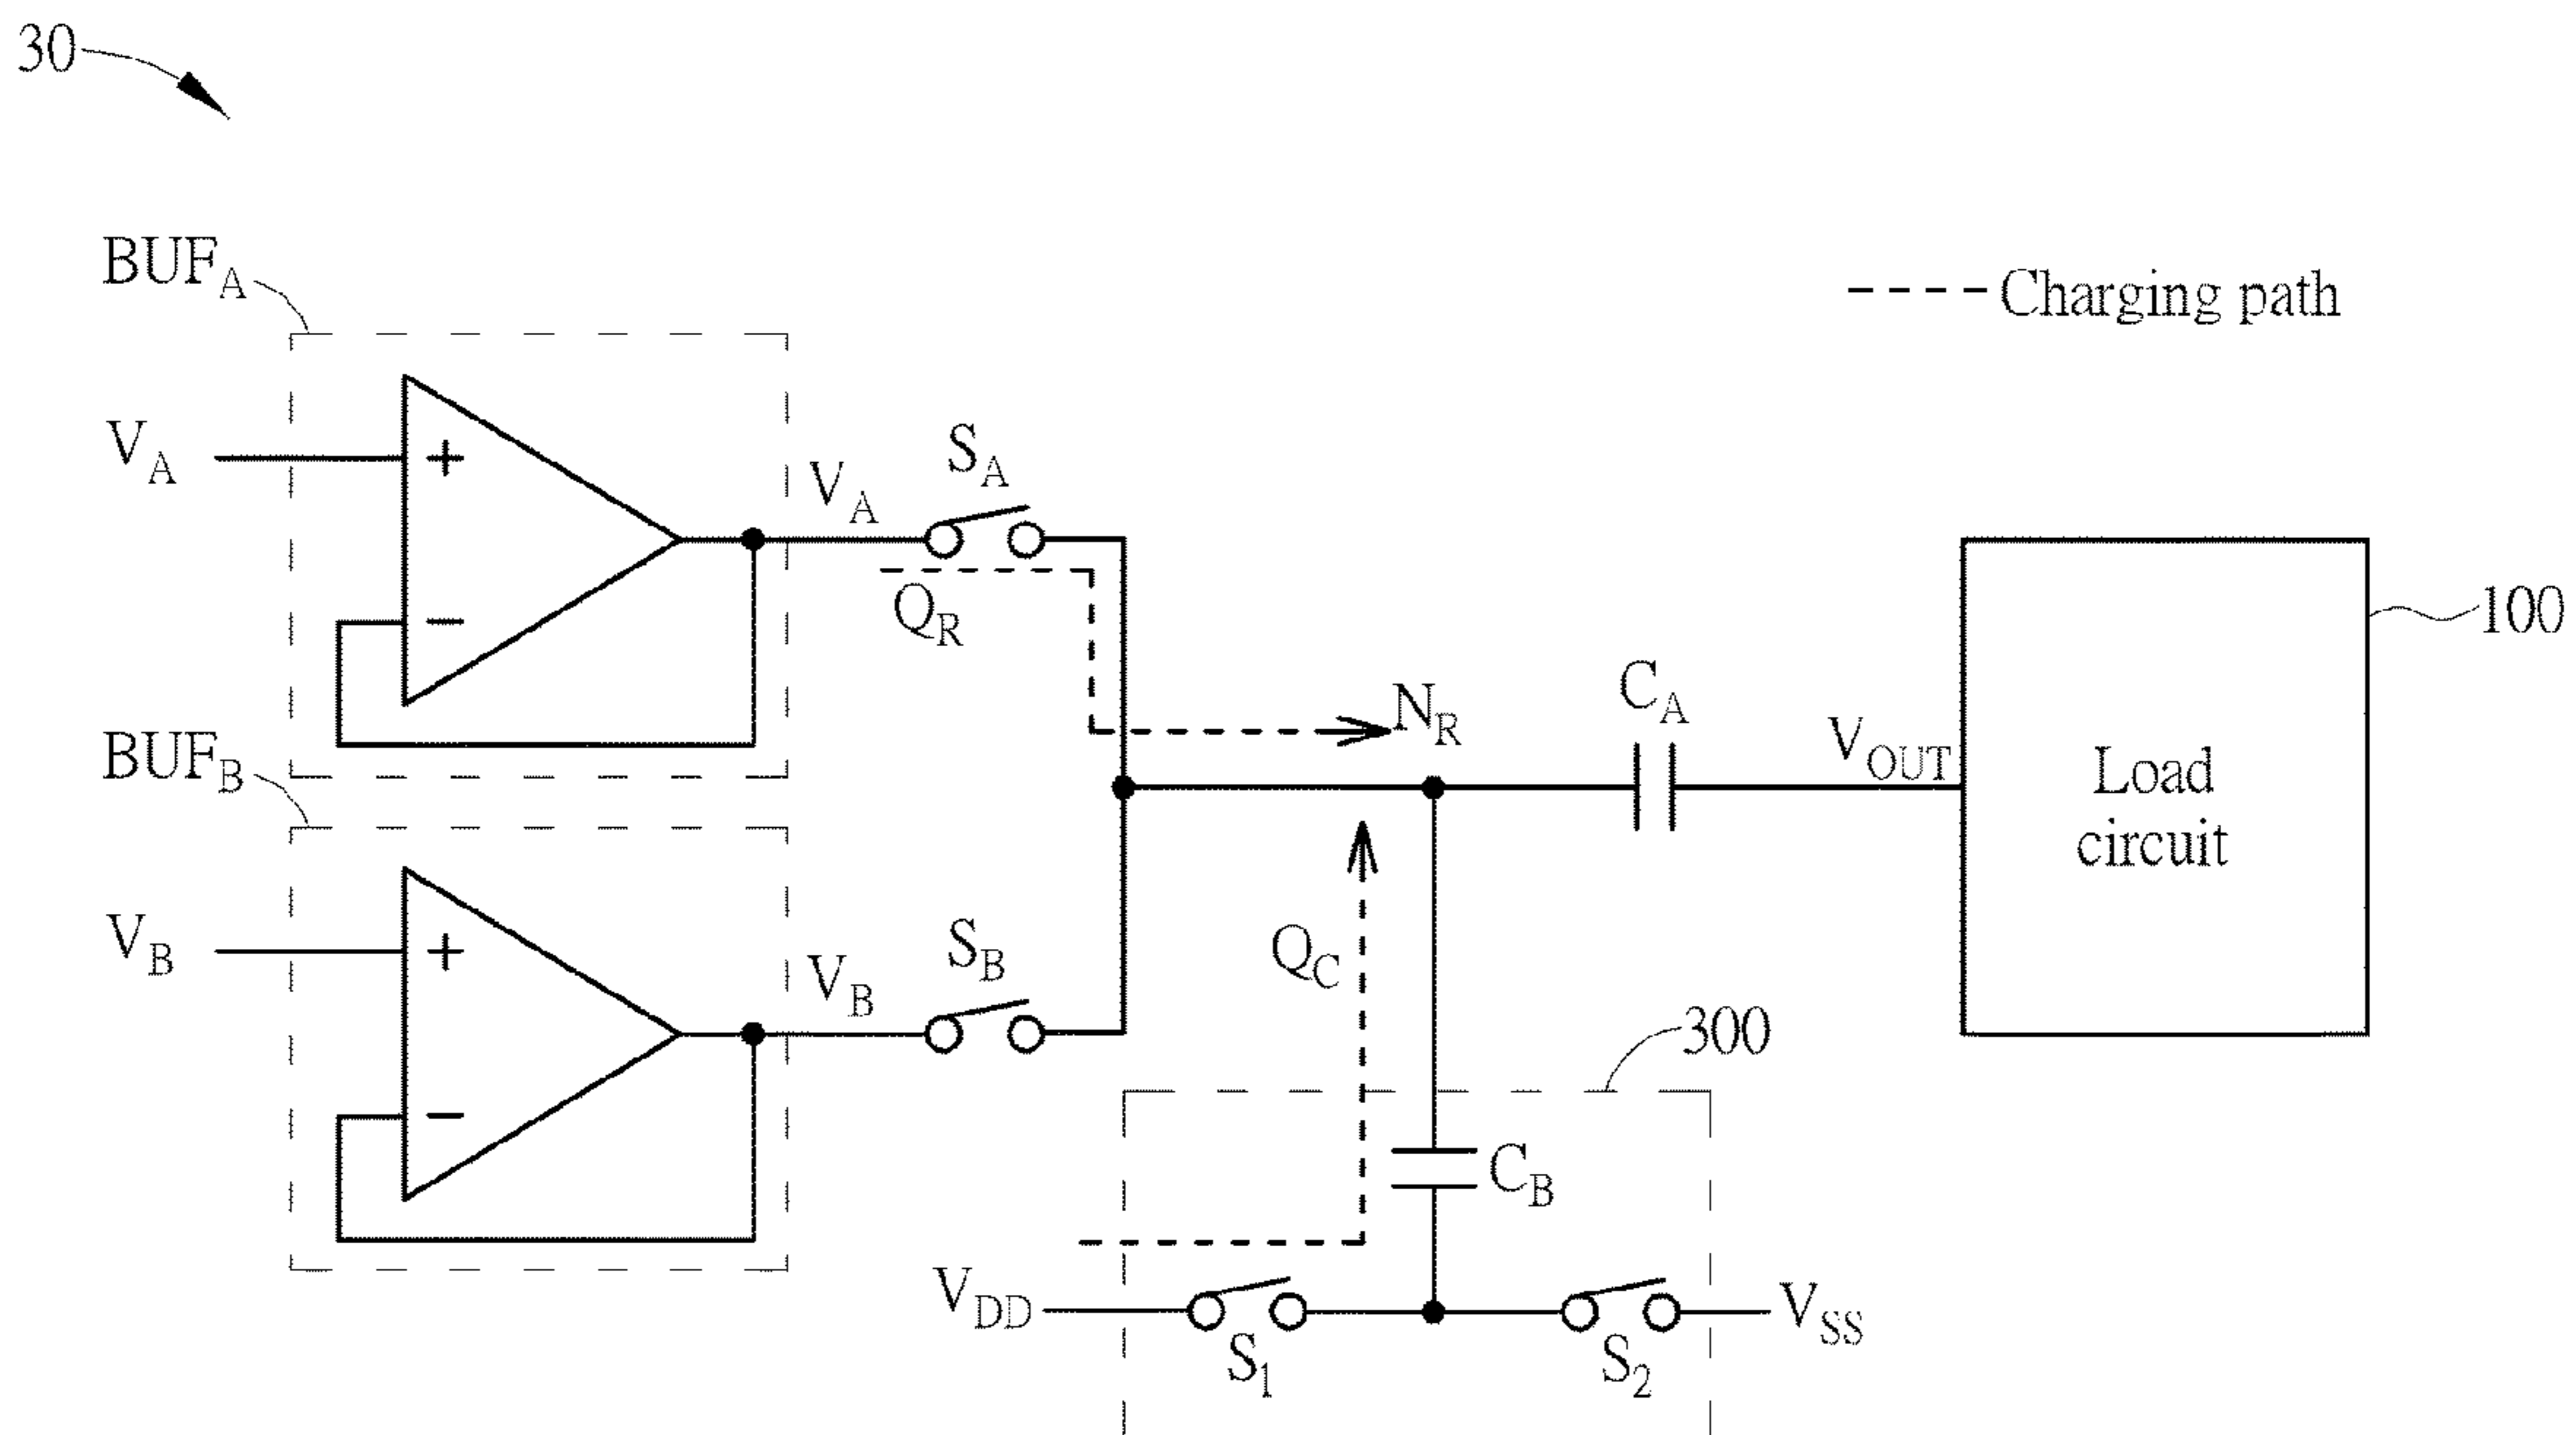 30
BUFA
Charging path
VA
+
VA
SA
−
QR
100
NR
CA
VOUT
Load
circuit
BUFB
VB
+
VB
SB
QC
−
300
CB
VDD
S1
S2
VSS